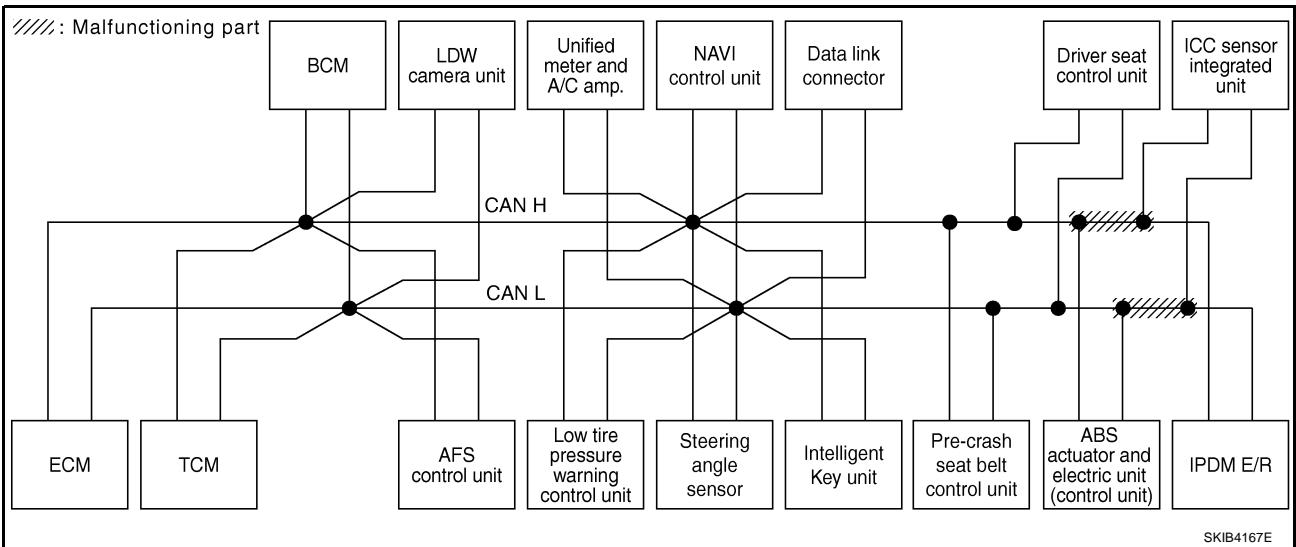 : Malfunctioning part
BCM
LDW
camera unit
Unified
meter and
A/C amp.
NAVI
control unit
Data link
connector
Driver seat
control unit
ICC sensor
integrated
unit
CAN H
CAN L
ECM
TCM
AFS
control unit
Low tire
pressure
warning
control unit
Steering
angle
sensor
Intelligent
Key unit
Pre-crash
seat belt
control unit
ABS
actuator and
electric unit
(control unit)
IPDM E/R
SKIB4167E